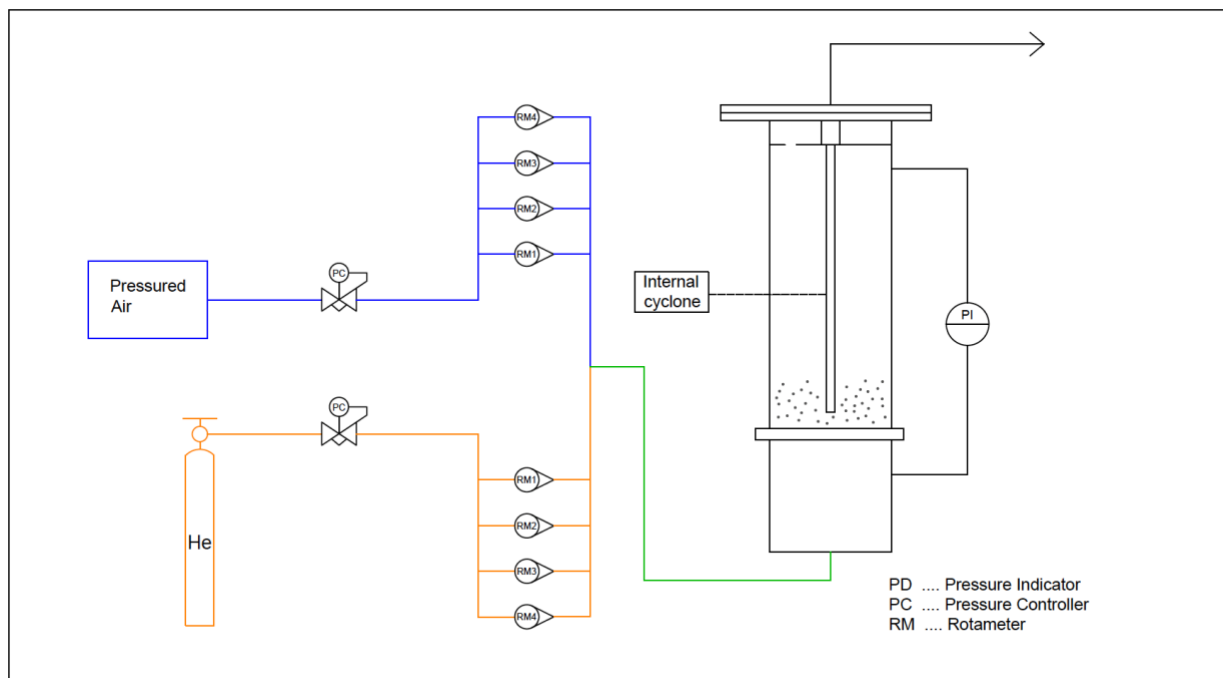 RM4
RM3
RM2
RM1
Pressured
Air
PC
Internal
cyclone
PI
PC
He
RM1
RM2
RM3
RM4
PD .... Pressure Indicator
PC .... Pressure Controller
RM .... Rotameter